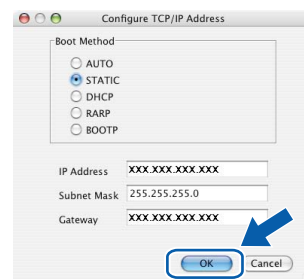 Configure TCP/IP Address
Boot Method
AUTO
STATIC
DHCP
RARP
BOOTP
IP Address XXX.XXX.XXX.XXX
Subnet Mask 255.255.255.0
Gateway XXX.XXX.XXX.XXX
OK Cancel